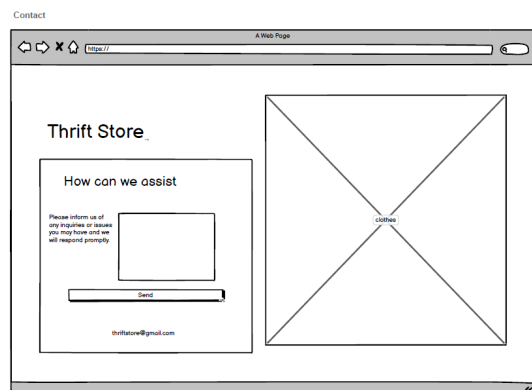 Contact
A Web Page
https://
Thrift Store
How can we assist
Please inform us of
any inquiries or issues
you may have and we
will respond promptly.
Send
thriftstore@gmail.com
clothes